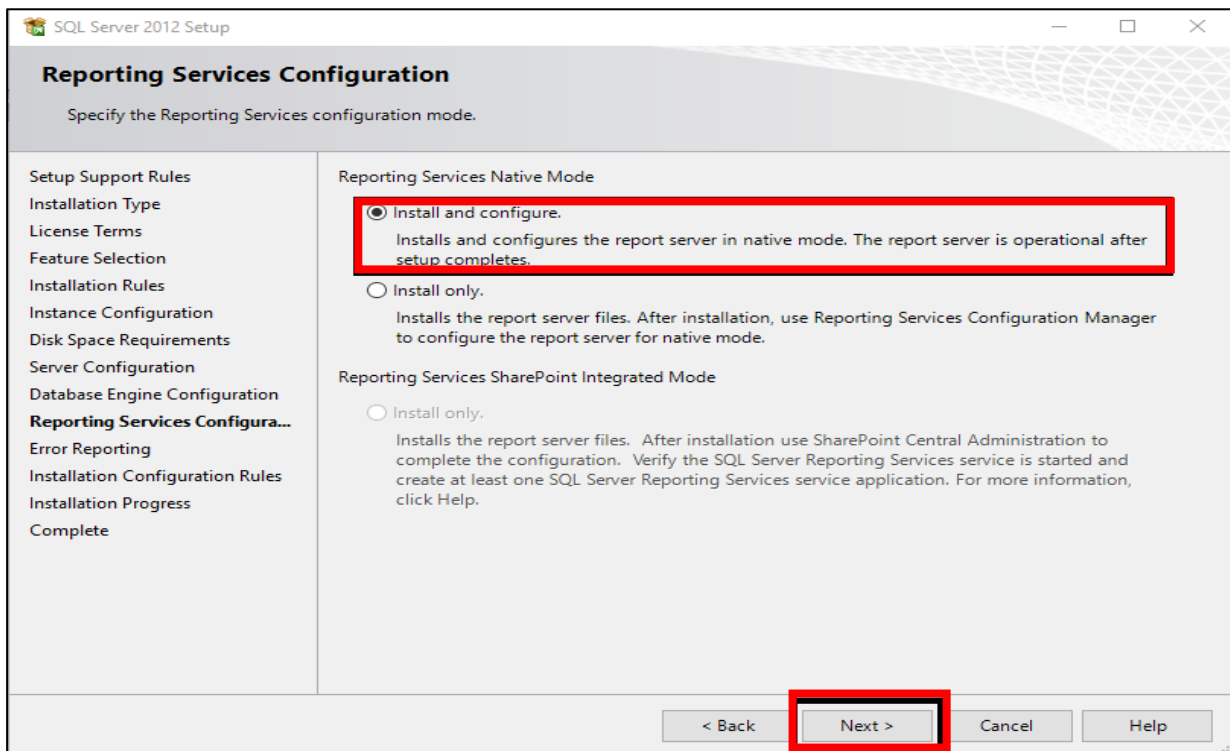 SQL Server 2012 Setup
Reporting Services Configuration
Specify the Reporting Services configuration mode.
Setup Support Rules
Installation Type
License Terms
Feature Selection
Installation Rules
Instance Configuration
Disk Space Requirements
Server Configuration
Database Engine Configuration
Reporting Services Configura...
Error Reporting
Installation Configuration Rules
Installation Progress
Complete
Reporting Services Native Mode
Install and configure.
Installs and configures the report server in native mode. The report server is operational after
setup completes.
Install only.
Installs the report server files. After installation, use Reporting Services Configuration Manager
to configure the report server for native mode.
Reporting Services SharePoint Integrated Mode
Install only.
Installs the report server files.  After installation use SharePoint Central Administration to
complete the configuration.  Verify the SQL Server Reporting Services service is started and
create at least one SQL Server Reporting Services service application. For more information,
click Help.
< Back
Next >
Cancel
Help